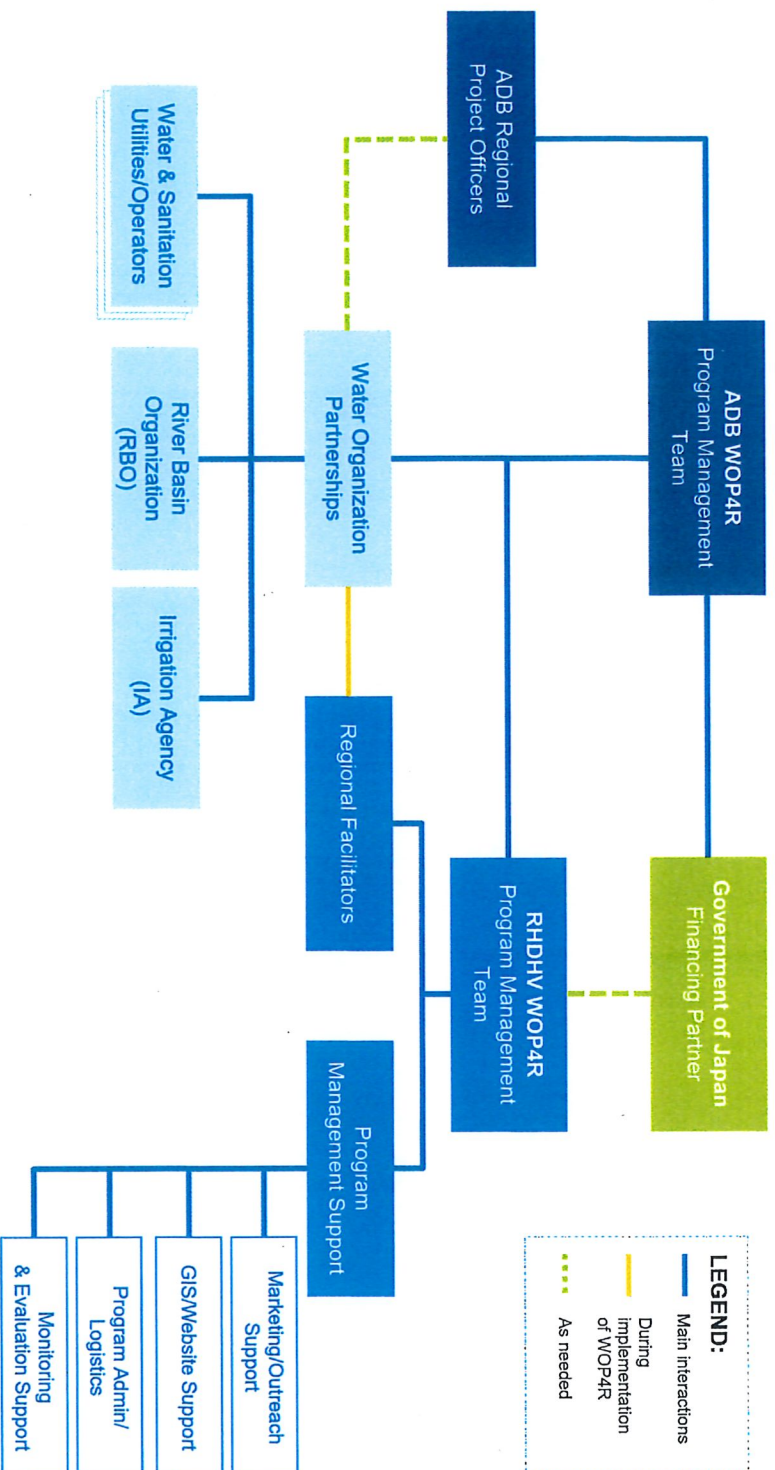 ADB WOP4R
Program Management
Team
Government of Japan
Financing Partner
LEGEND:
Main interactions
During
implementation
of WOP4R
As needed
ADB Regional
Project Officers
RHDHV WOP4R
Program Management
Team
Water Organization
Partnerships
Regional Facilitators
Program
Management Support
Water & Sanitation
Utilities/Operators
River Basin
Organization
(RBO)
Irrigation Agency
(IA)
Marketing/Outreach
Support
GIS/Website Support
Program Admin/
Logistics
Monitoring
& Evaluation Support